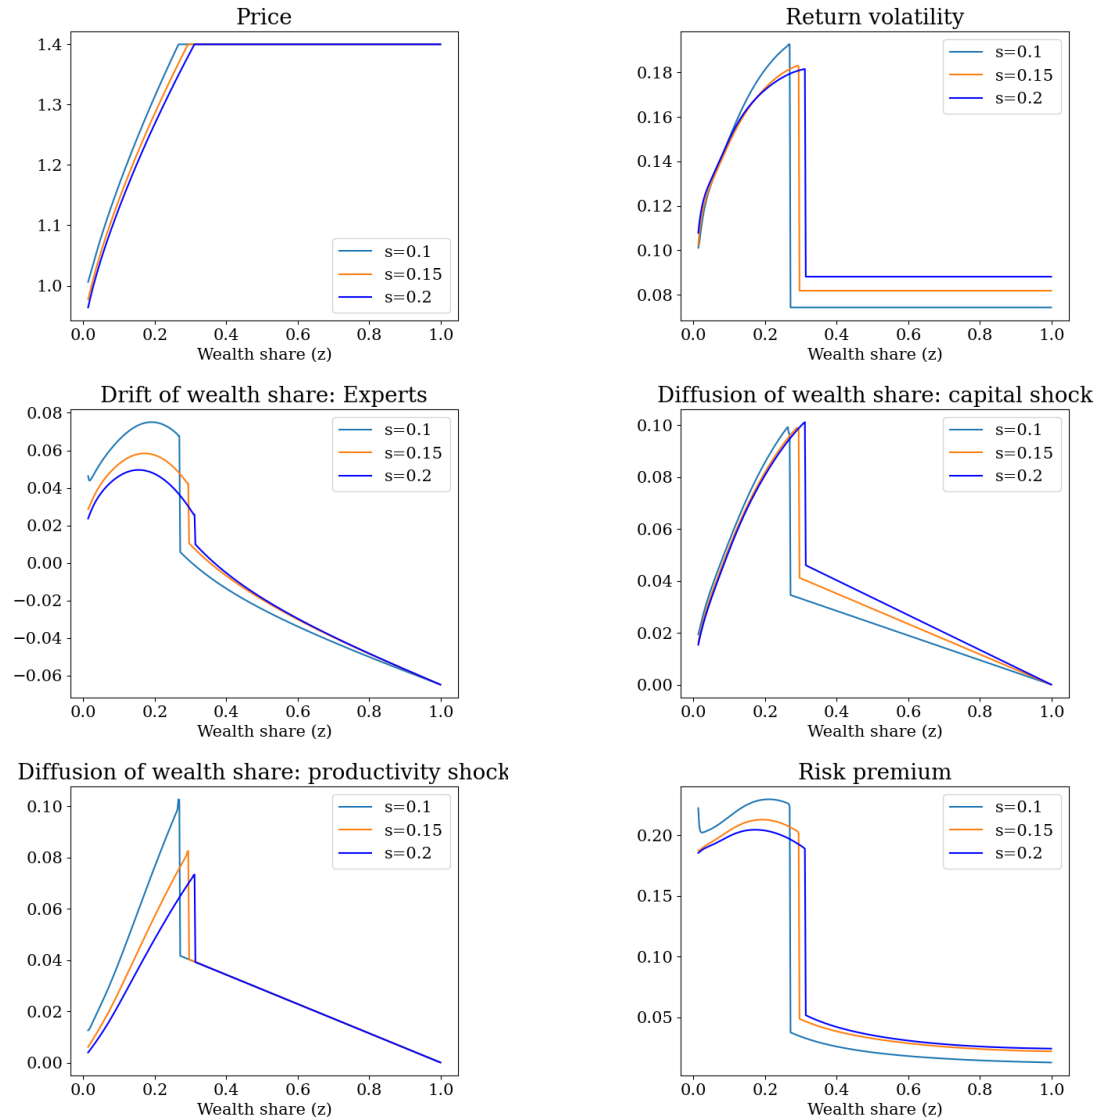 Price
1.4
1.3
1.2
1.1
1.0
s=0.1
s=0.15
s=0.2
0.0 0.2 0.4 0.6 0.8 1.0
Wealth share (z)
Return volatility
0.18
0.16
0.14
0.12
0.10
0.08
s=0.1
s=0.15
s=0.2
0.0 0.2 0.4 0.6 0.8 1.0
Wealth share (z)
Drift of wealth share: Experts
0.08
0.06
0.04
0.02
0.00
−0.02
−0.04
−0.06
s=0.1
s=0.15
s=0.2
0.0 0.2 0.4 0.6 0.8 1.0
Wealth share (z)
Diffusion of wealth share: capital shock
0.10
0.08
0.06
0.04
0.02
0.00
s=0.1
s=0.15
s=0.2
0.0 0.2 0.4 0.6 0.8 1.0
Wealth share (z)
Diffusion of wealth share: productivity shock
0.10
0.08
0.06
0.04
0.02
0.00
s=0.1
s=0.15
s=0.2
0.0 0.2 0.4 0.6 0.8 1.0
Wealth share (z)
Risk premium
0.20
0.15
0.10
0.05
s=0.1
s=0.15
s=0.2
0.0 0.2 0.4 0.6 0.8 1.0
Wealth share (z)